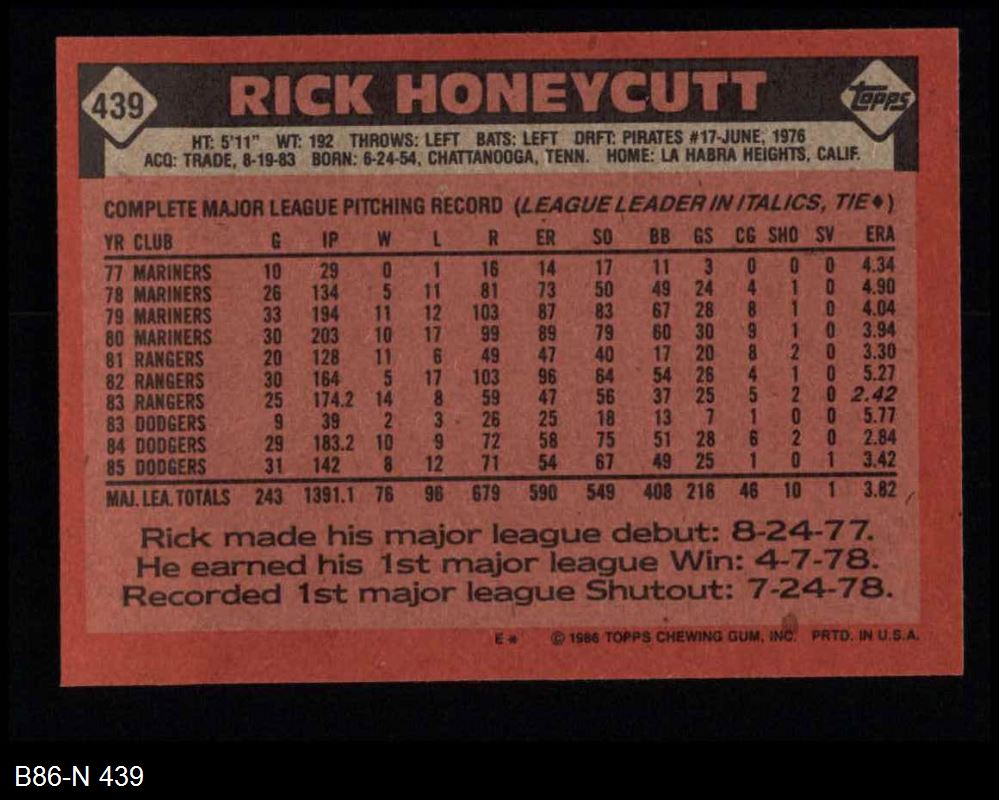 439
RICK HONEYCUTT
Topps
HT: 5'11" WT: 192 THROWS: LEFT BATS: LEFT DRFT: PIRATES #17-JUNE, 1976
ACQ: TRADE, 8-19-83 BORN: 6-24-54, CHATTANOOGA, TENN. HOME: LA HABRA HEIGHTS, CALIF.
COMPLETE MAJOR LEAGUE PITCHING RECORD (LEAGUE LEADER IN ITALICS, TIE♦)
YR CLUB G IP W L R ER SO BB GS CG SHO SV ERA
77 MARINERS 10 29 0 1 16 14 17 11 3 0 0 0 4.34
78 MARINERS 26 134 5 11 81 73 50 49 24 4 1 0 4.90
79 MARINERS 33 194 11 12 103 87 83 67 28 8 1 0 4.04
80 MARINERS 30 203 10 17 99 89 79 60 30 9 1 0 3.94
81 RANGERS 20 128 11 6 49 47 40 17 20 8 2 0 3.30
82 RANGERS 30 164 5 17 103 96 64 54 26 4 1 0 5.27
83 RANGERS 25 174.2 14 8 59 47 56 37 25 5 2 0 2.42
83 DODGERS 9 39 2 3 26 25 18 13 7 1 0 0 5.77
84 DODGERS 29 183.2 10 9 72 58 75 51 28 6 2 0 2.84
85 DODGERS 31 142 8 12 71 54 67 49 25 1 0 1 3.42
MAJ. LEA. TOTALS 243 1391.1 76 96 679 590 549 408 216 46 10 1 3.82
Rick made his major league debut: 8-24-77.
He earned his 1st major league Win: 4-7-78.
Recorded 1st major league Shutout: 7-24-78.
E* © 1986 TOPPS CHEWING GUM, INC. PRTD. IN U.S.A.
B86-N 439